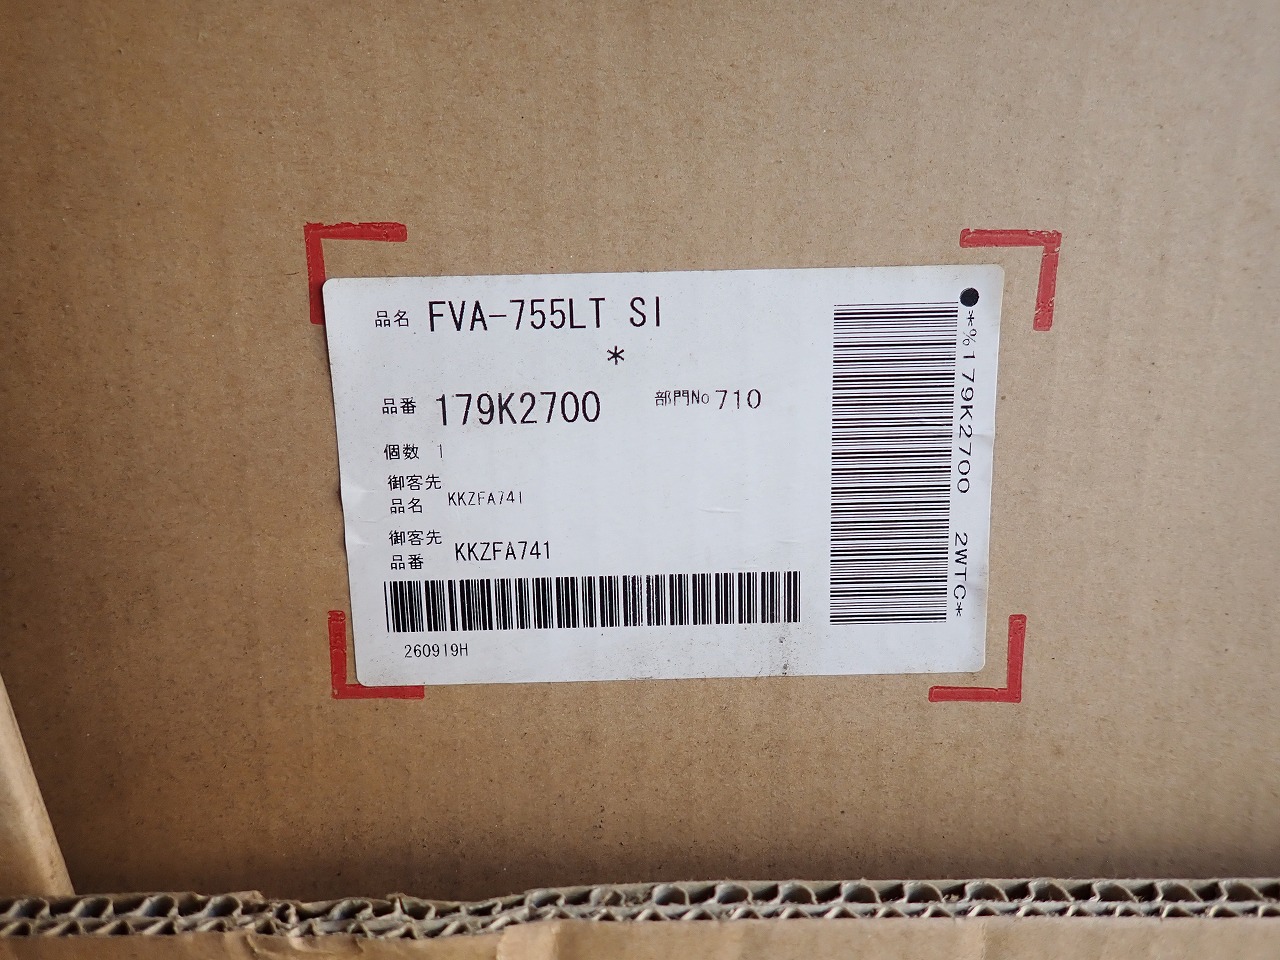 品名 FVA-755LT SI
*
品番 179K2700 部門No 710
個数 1
御客先
品名 KKZFA741
御客先
品番 KKZFA741
260919H
*%179K2700 2WTC*